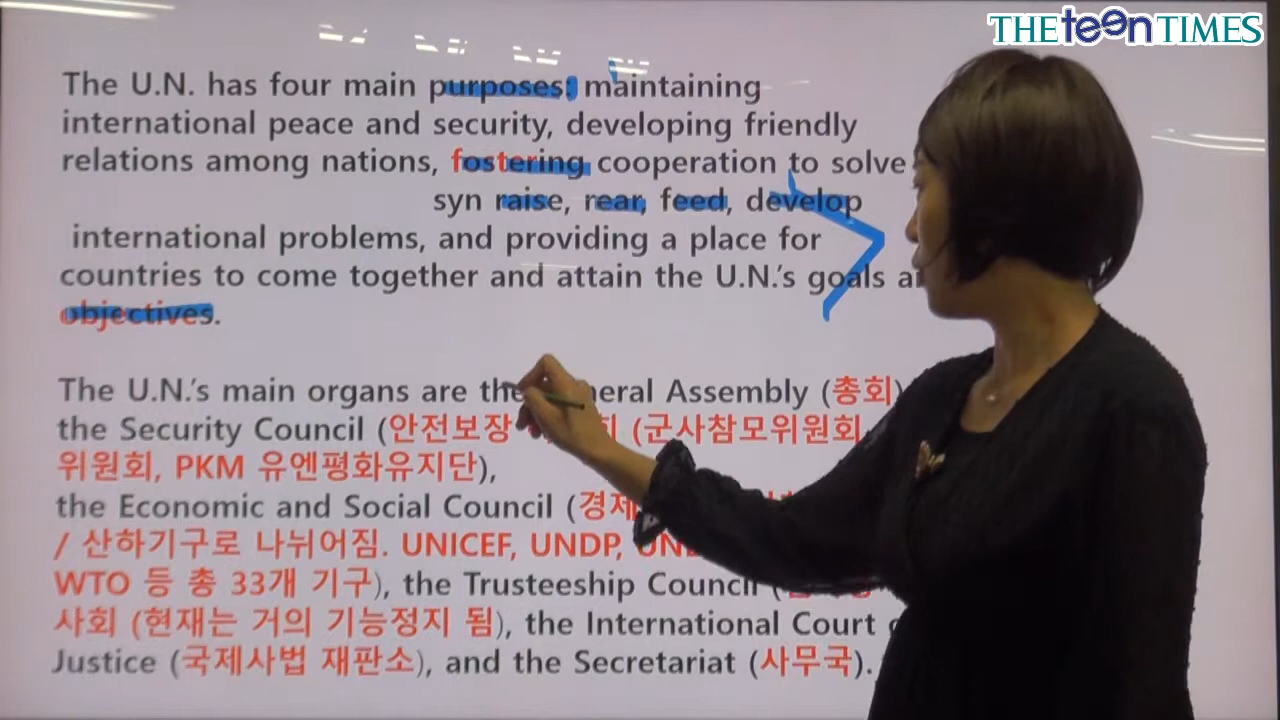 THE teen TIMES
The U.N. has four main purposes: maintaining
international peace and security, developing friendly
relations among nations, fostering cooperation to solve
syn raise, rear, feed, develop
international problems, and providing a place for
countries to come together and attain the U.N.'s goals
objectives.
The U.N.'s main organs are the Assembly (총회)
the Security Council (안전보장 (군사참모위원회,
위원회, PKM 유엔평화유지단),
the Economic and Social Council (
/ 산하기구로 나뉘어짐. UNICEF, UNDP,
WTO 등 총 33개 기구), the Trusteeship Council (
사회 (현재는 거의 기능정지 됨), the International Court
Justice (국제사법 재판소), and the Secretariat (사무국).